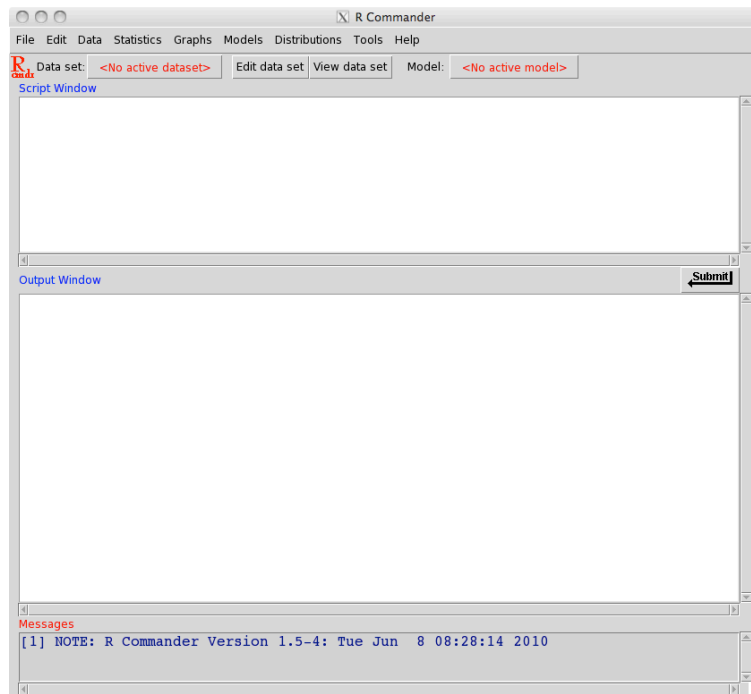 X R Commander
File Edit Data Statistics Graphs Models Distributions Tools Help
R cmdr Data set: <No active dataset> Edit data set View data set Model: <No active model>
Script Window
Output Window Submit
Messages
[1] NOTE: R Commander Version 1.5-4: Tue Jun  8 08:28:14 2010